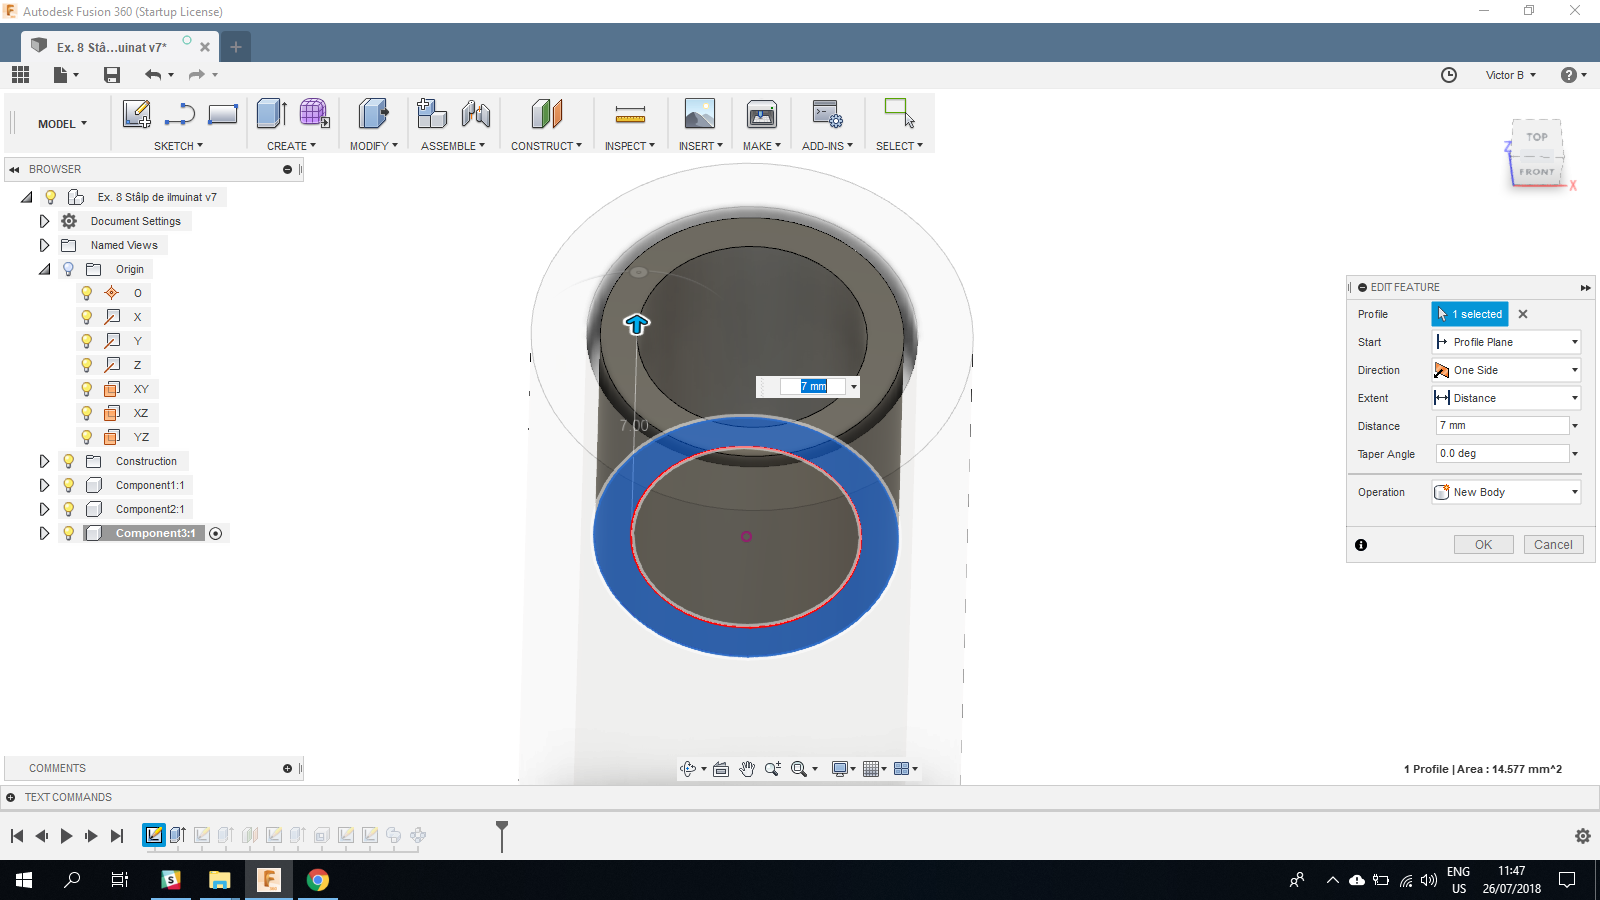 Autodesk Fusion 360 (Startup License)
Ex. 8 Stâ...uinat v7*
Victor B
MODEL
SKETCH
CREATE
MODIFY
ASSEMBLE
CONSTRUCT
INSPECT
INSERT
MAKE
ADD-INS
SELECT
BROWSER
Ex. 8 Stâlp de ilmuinat v7
Document Settings
Named Views
Origin
O
X
Y
Z
XY
XZ
YZ
Construction
Component1:1
Component2:1
Component3:1
TOP
FRONT
Z
X
7 mm
7.00
EDIT FEATURE
Profile 1 selected
Start Profile Plane
Direction One Side
Extent Distance
Distance 7 mm
Taper Angle 0.0 deg
Operation New Body
OK Cancel
COMMENTS
1 Profile | Area : 14.577 mm^2
TEXT COMMANDS
ENG
US
11:47
26/07/2018